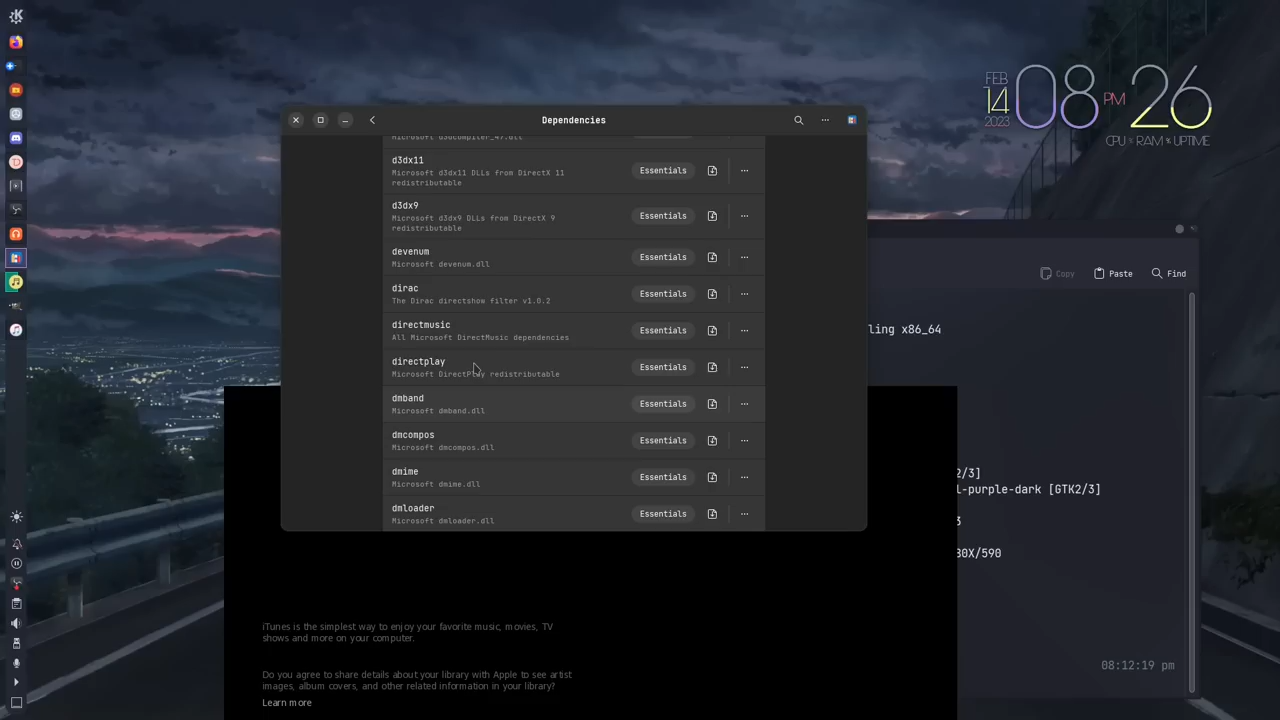 FEB
14
2023
08
PM
26
CPU RAM UPTIME
Dependencies
Microsoft d3dcompiler_47.dll
d3dx11
Microsoft d3dx11 DLLs from DirectX 11
redistributable
Essentials
d3dx9
Microsoft d3dx9 DLLs from DirectX 9
redistributable
Essentials
devenum
Microsoft devenum.dll
Essentials
dirac
The Dirac directshow filter v1.0.2
Essentials
directmusic
All Microsoft DirectMusic dependencies
Essentials
directplay
Microsoft DirectPlay redistributable
Essentials
dmband
Microsoft dmband.dll
Essentials
dmcompos
Microsoft dmcompos.dll
Essentials
dmime
Microsoft dmime.dll
Essentials
dmloader
Microsoft dmloader.dll
Essentials
Copy Paste Find
ling x86_64
2/3]
l-purple-dark [GTK2/3]
3
80X/590
08:12:19 pm
iTunes is the simplest way to enjoy your favorite music, movies, TV
shows and more on your computer.
Do you agree to share details about your library with Apple to see artist
images, album covers, and other related information in your library?
Learn more